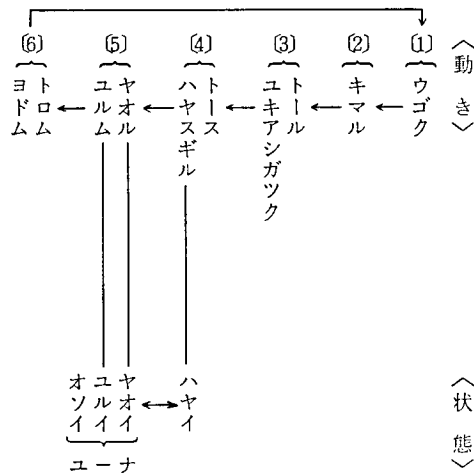 〈動き〉
〔1〕
ウゴク
〔2〕
キマル
〔3〕
トール
ユキアシガツク
〔4〕
トース
ハヤスギル
〔5〕
ヤオル
ユルム
〔6〕
トロム
ヨドム
〈状態〉
ハヤイ
ヤオイ
ユルイ
オソイ
ユーナ